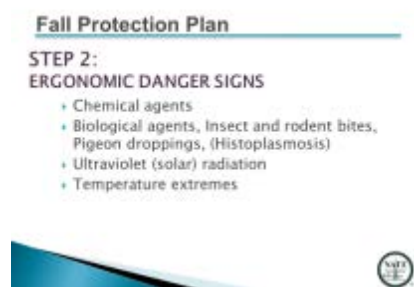 Fall Protection Plan
STEP 2:
ERGONOMIC DANGER SIGNS
Chemical agents
Biological agents, Insect and rodent bites,
Pigeon droppings, (Histoplasmosis)
Ultraviolet (solar) radiation
Temperature extremes
NATE